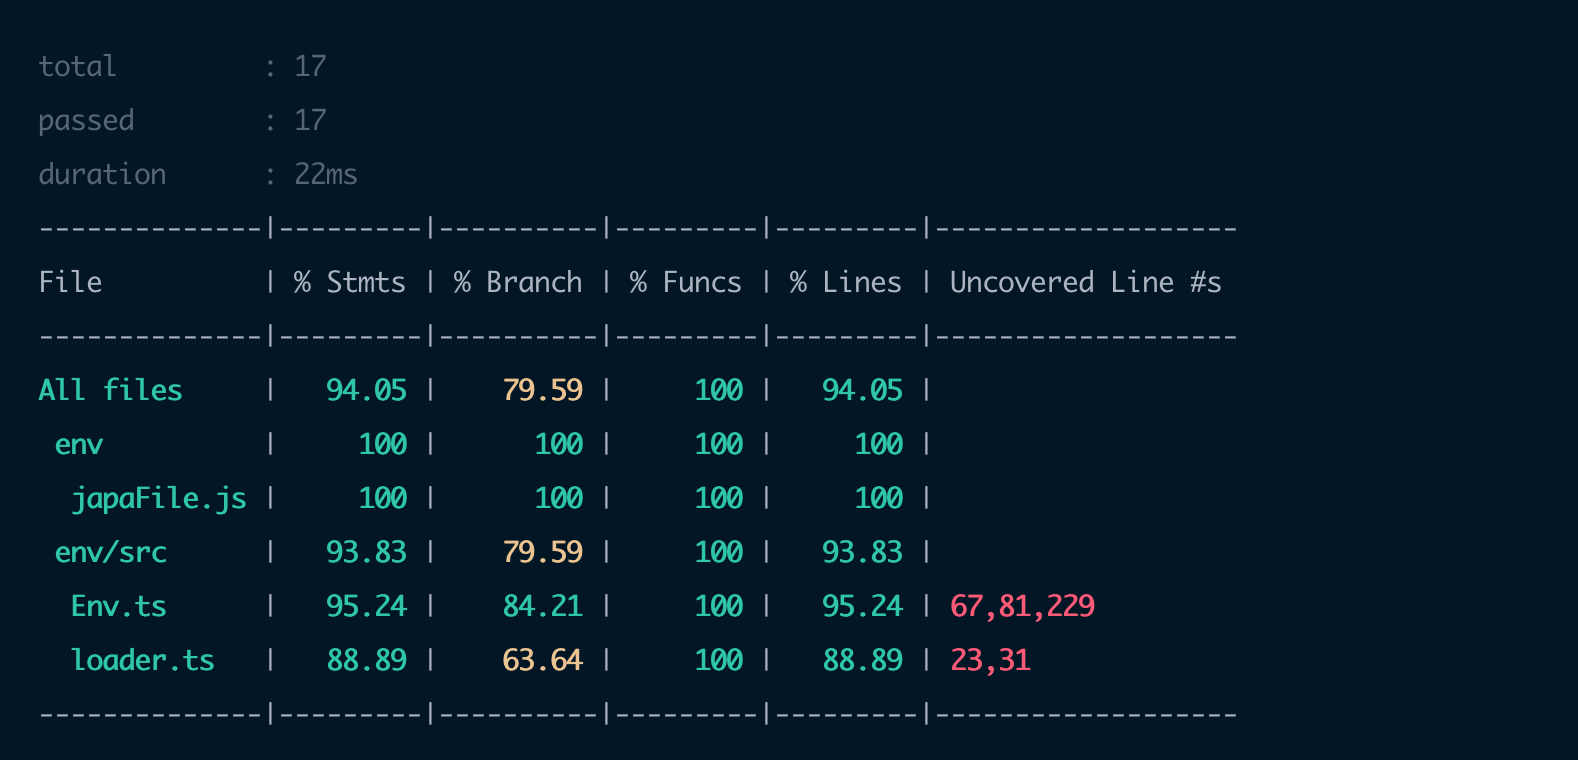 total         : 17
passed        : 17
duration      : 22ms
--------------|---------|----------|---------|---------|-------------------
File          | % Stmts | % Branch | % Funcs | % Lines | Uncovered Line #s
--------------|---------|----------|---------|---------|-------------------
All files     |   94.05 |    79.59 |     100 |   94.05 |
 env          |     100 |      100 |     100 |     100 |
  japaFile.js |     100 |      100 |     100 |     100 |
 env/src      |   93.83 |    79.59 |     100 |   93.83 |
  Env.ts      |   95.24 |    84.21 |     100 |   95.24 | 67,81,229
  loader.ts   |   88.89 |    63.64 |     100 |   88.89 | 23,31
--------------|---------|----------|---------|---------|-------------------